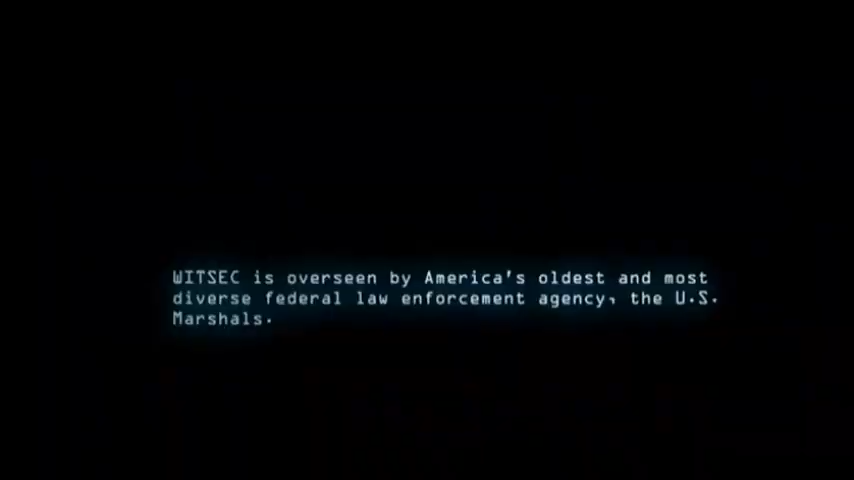 WITSEC is overseen by America's oldest and most
diverse federal law enforcement agency, the U.S.
Marshals.